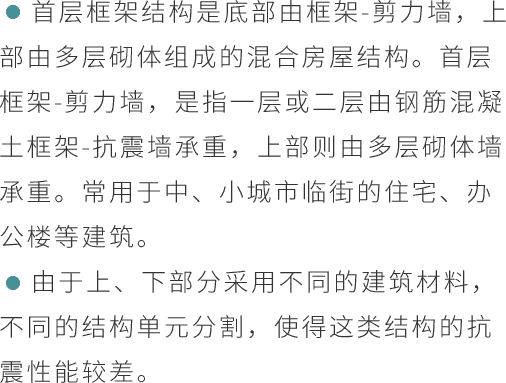 ● 首层框架结构是底部由框架-剪力墙，上
部由多层砌体组成的混合房屋结构。首层
框架-剪力墙，是指一层或二层由钢筋混凝
土框架-抗震墙承重，上部则由多层砌体墙
承重。常用于中、小城市临街的住宅、办
公楼等建筑。
● 由于上、下部分采用不同的建筑材料，
不同的结构单元分割，使得这类结构的抗
震性能较差。